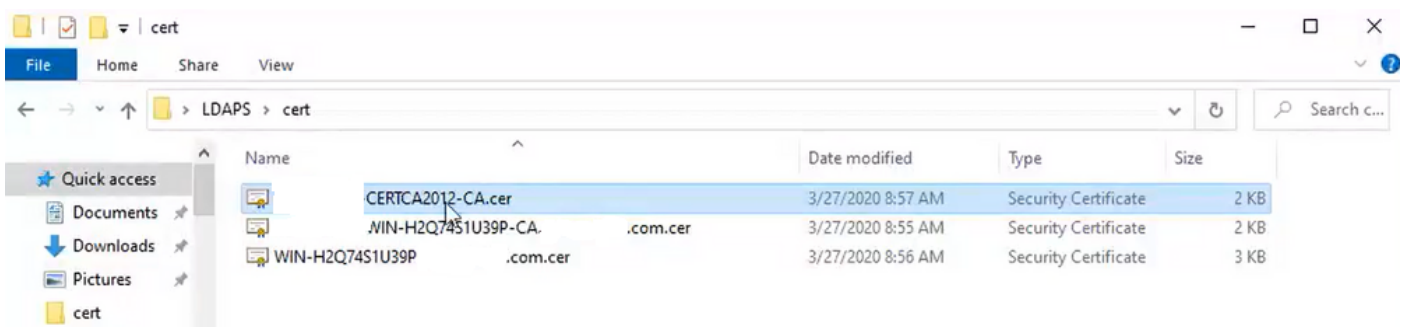 cert
File Home Share View
LDAPS > cert Search c...
Name Date modified Type Size
Quick access
-CERTCA2012-CA.cer 3/27/2020 8:57 AM Security Certificate 2 KB
Documents
WIN-H2Q74S1U39P-CA. .com.cer 3/27/2020 8:55 AM Security Certificate 2 KB
Downloads
WIN-H2Q74S1U39P .com.cer 3/27/2020 8:56 AM Security Certificate 3 KB
Pictures
cert